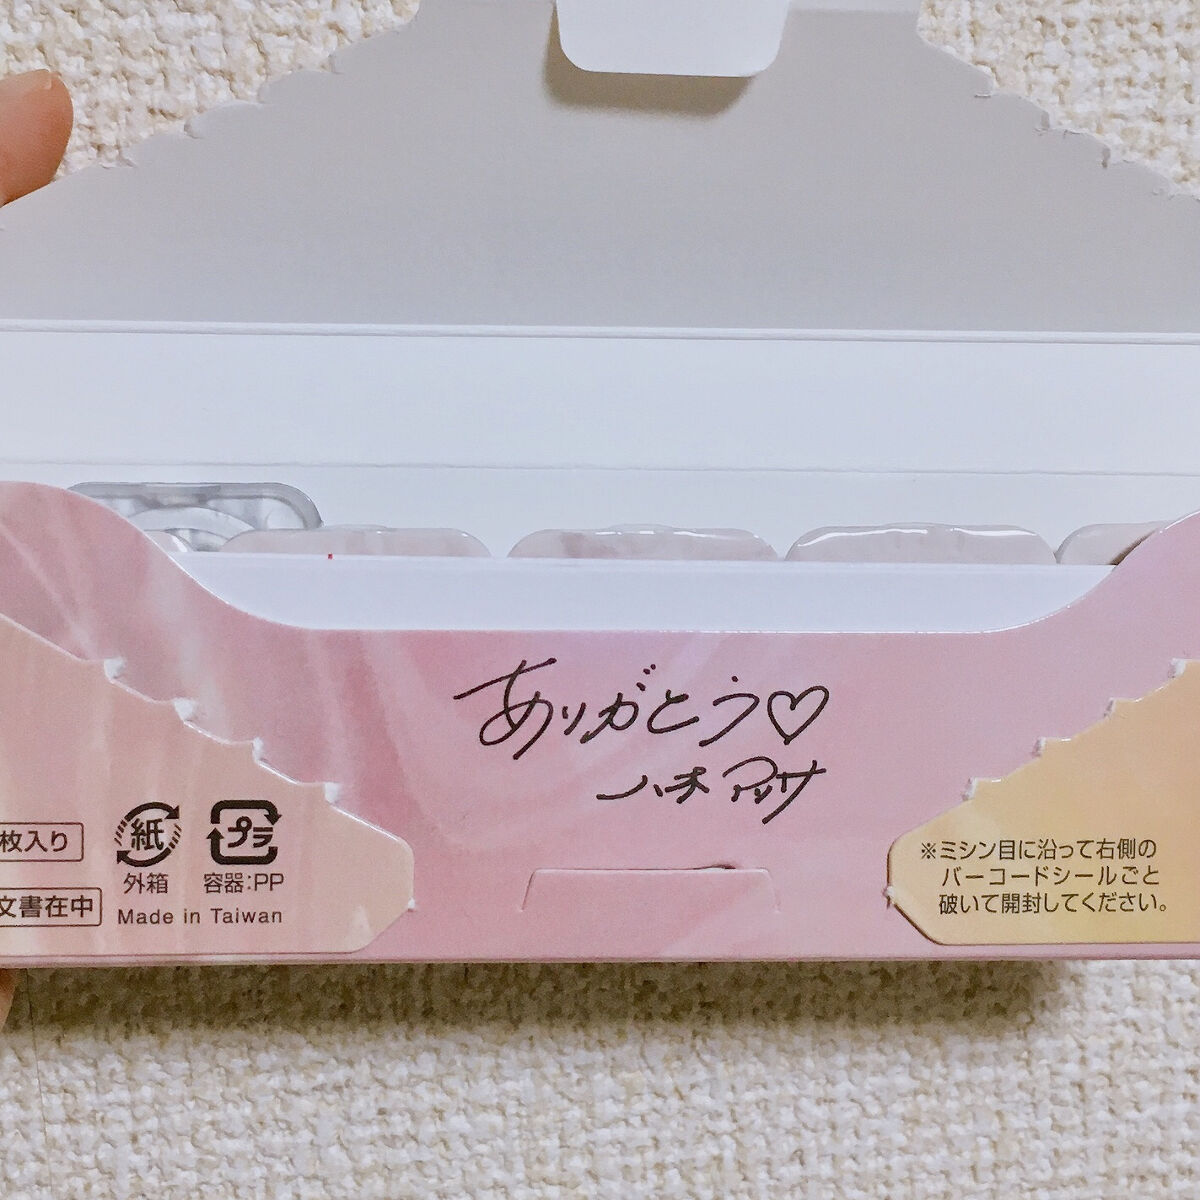 ありがとう♡
八木アリサ
枚入り
紙
プラ
外箱
容器:PP
文書在中
Made in Taiwan
※ミシン目に沿って右側の
バーコードシールごと
破いて開封してください。